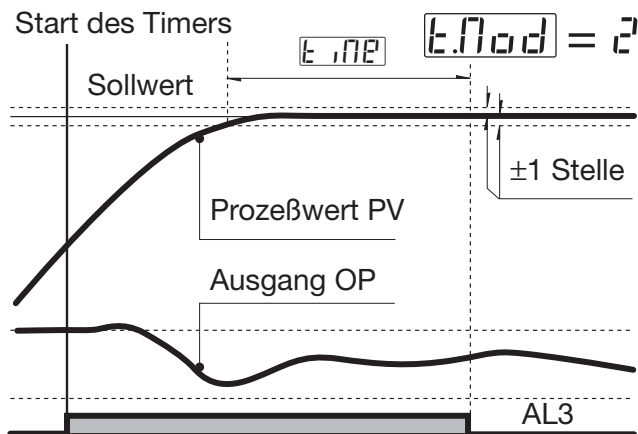 Start des Timers
t.iME
t.Mod = 2
Sollwert
±1 Stelle
Prozeßwert PV
Ausgang OP
AL3